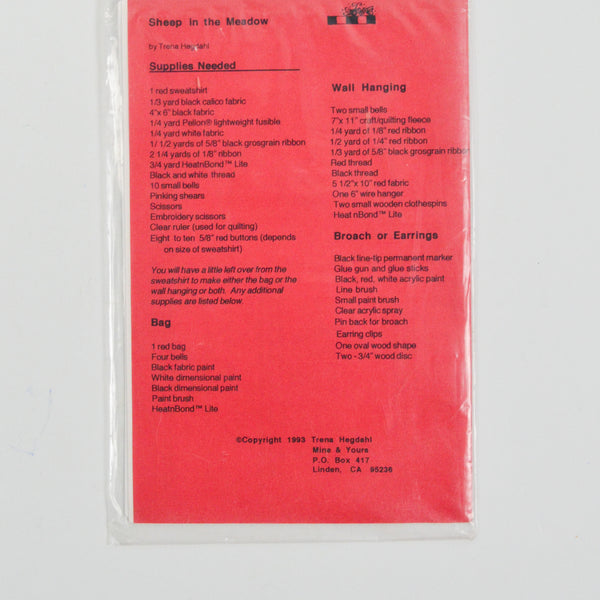 Sheep in the Meadow
by Trena Hegdahl
Supplies Needed
1 red sweatshirt
1/3 yard black calico fabric
4"x 6" black fabric
1/4 yard Pellon® lightweight fusible
1/4 yard white fabric
1/ 1/2 yards of 5/8" black grosgrain ribbon
2 1/4 yards of 1/8" ribbon
3/4 yard HeatnBond™ Lite
Black and white thread
10 small bells
Pinking shears
Scissors
Embroidery scissors
Clear ruler (used for quilting)
Eight to ten 5/8" red buttons (depends
on size of sweatshirt)
You will have a little left over from the
sweatshirt to make either the bag or the
wall hanging or both. Any additional
supplies are listed below.
Bag
1 red bag
Four bells
Black fabric paint
White dimensional paint
Black dimensional paint
Paint brush
HeatnBond™ Lite
Wall Hanging
Two small bells
7"x 11" craft/quilting fleece
1/4 yard of 1/8" red ribbon
1/2 yard of 1/4" red ribbon
1/3 yard of 5/8" black grosgrain ribbon
Red thread
Black thread
5 1/2"x 10" red fabric
One 6" wire hanger
Two small wooden clothespins
HeatnBond™ Lite
Broach or Earrings
Black line-tip permanent marker
Glue gun and glue sticks
Black, red, white acrylic paint
Line brush
Small paint brush
Clear acrylic spray
Pin back for broach
Earring clips
One oval wood shape
Two - 3/4" wood disc
©Copyright 1993 Trena Hegdahl
Mine & Yours
P.O. Box 417
Linden, CA 95236